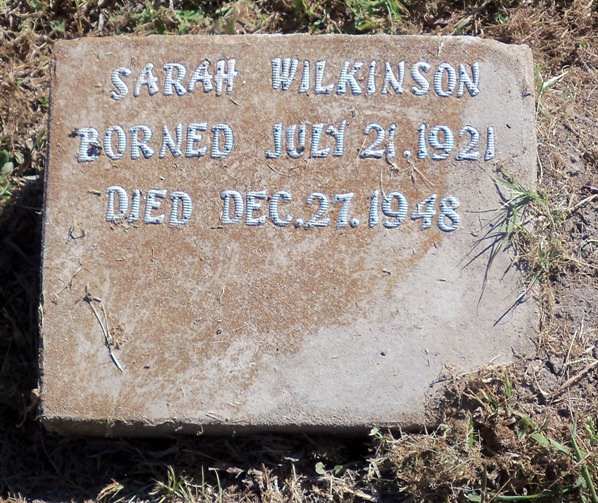 SARAH WILKINSON
BORNED JULY 21.1921
DIED DEC.27.1948